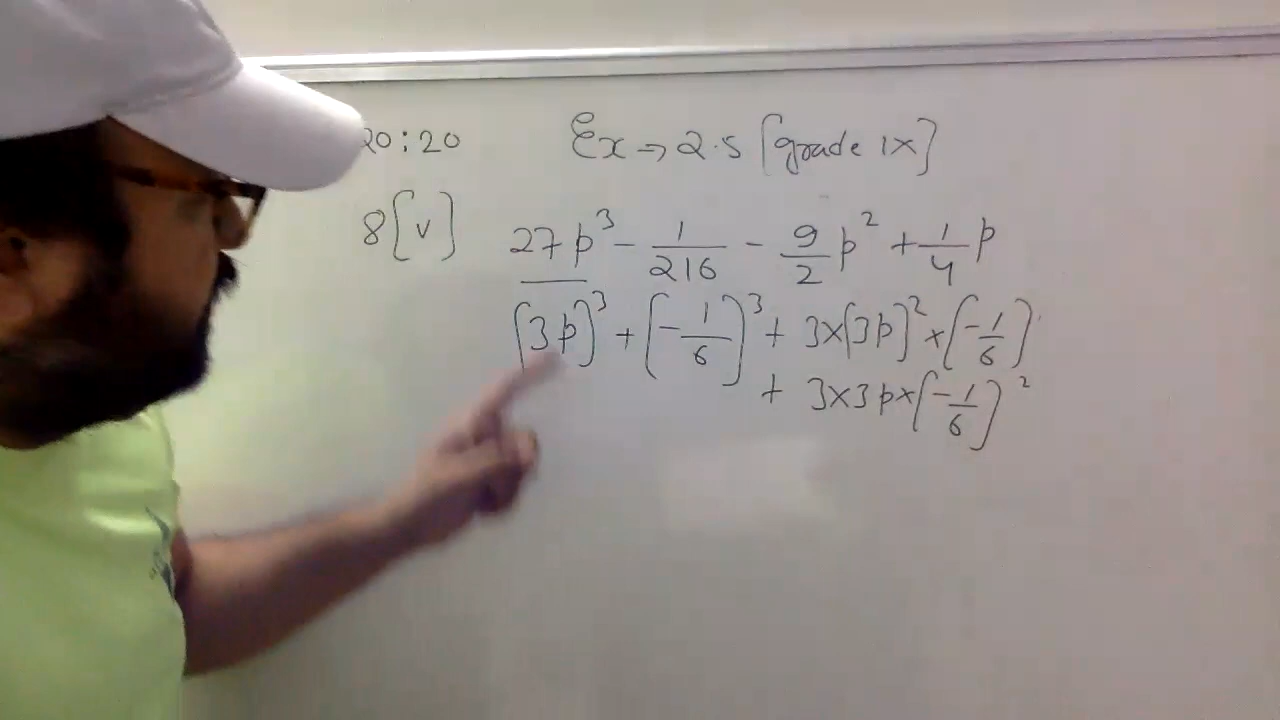 20:20
Ex → 2.5 [grade IX]
8[v]
27p³ - 1/216 - 9/2 p² + 1/4 p
[3p]³ + [-1/6]³ + 3×[3p]² × [-1/6]
+ 3×3p×[-1/6]²